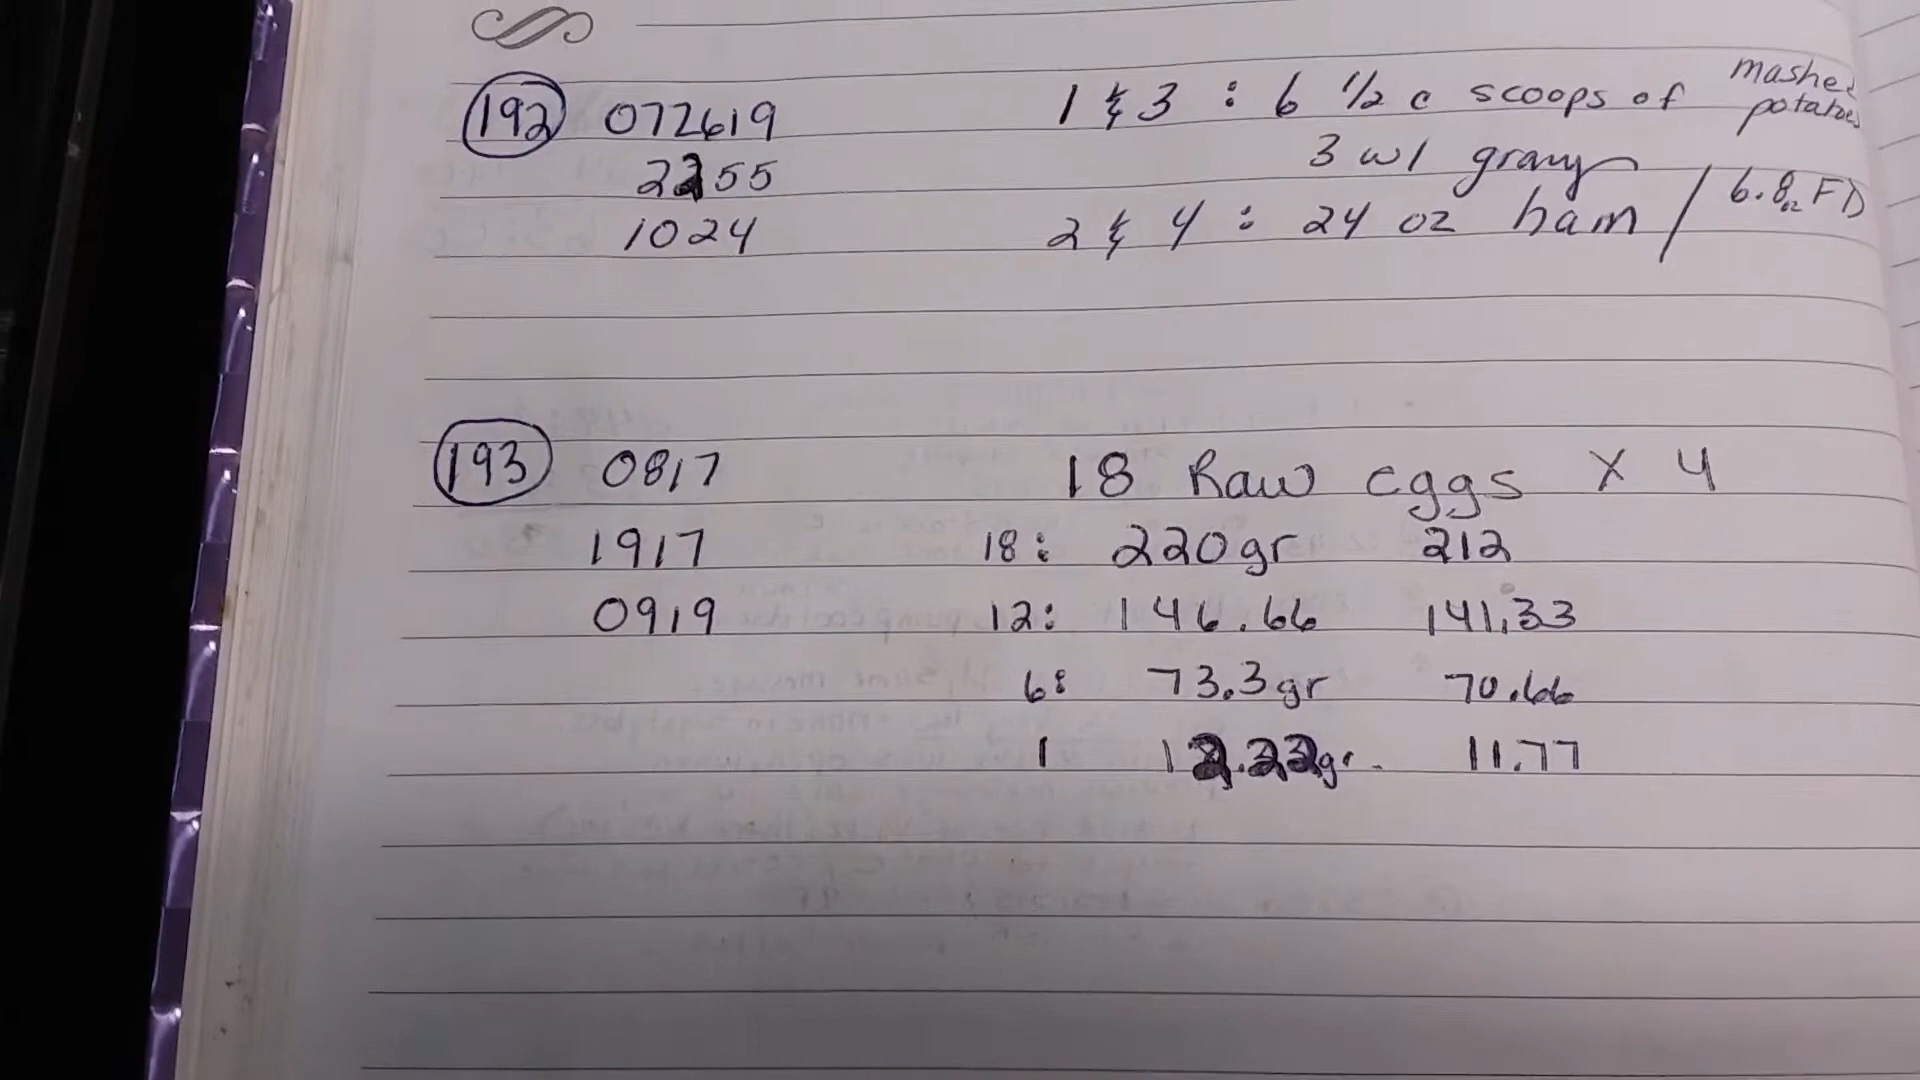 192 072619 1 & 3 : 6 1/2 c scoops of mashed potatoes
2255 3 w/ gravy
1024 2 & 4 : 24 oz ham / 6.8oz FD
193 0817 18 Raw eggs X 4
1917 18: 220gr 212
0919 12: 146.66 141.33
6: 73.3gr 70.66
1 12.22gr. 11.77